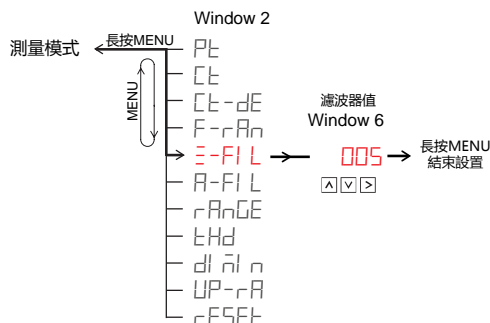 Window 2
測量模式
長按MENU
MENU
Pt
Ct
Ct-dE
F-rAn
Ξ-FIL
A-FIL
rAnGE
tHd
dI n̄In
UP-rA
rESEt
濾波器值
Window 6
005
長按MENU
結束設置